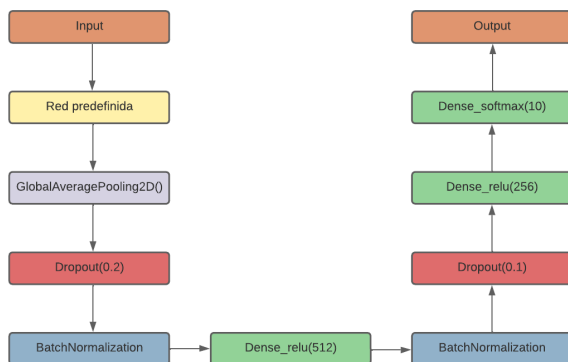 Input
Red predefinida
GlobalAveragePooling2D()
Dropout(0.2)
BatchNormalization
Dense_relu(512)
BatchNormalization
Dropout(0.1)
Dense_relu(256)
Dense_softmax(10)
Output